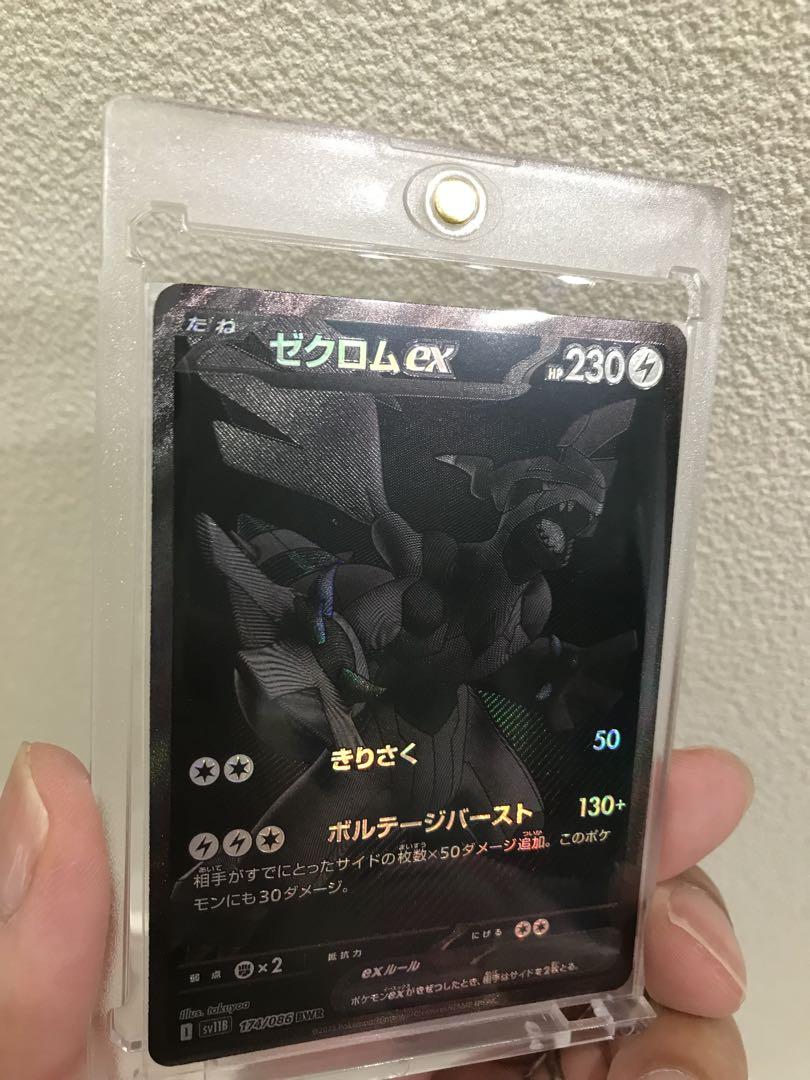 たね ゼクロムex HP 230
きりさく 50
ボルテージバースト 130+
相手がすでにとったサイドの枚数×50ダメージ追加。このポケ
モンにも30ダメージ。
弱点 ×2 抵抗力 にげる
exルール
ポケモンexがきぜつしたとき、相手はサイドを2枚とる。
illus. takuyoa
I sv11B 174/086 BWR